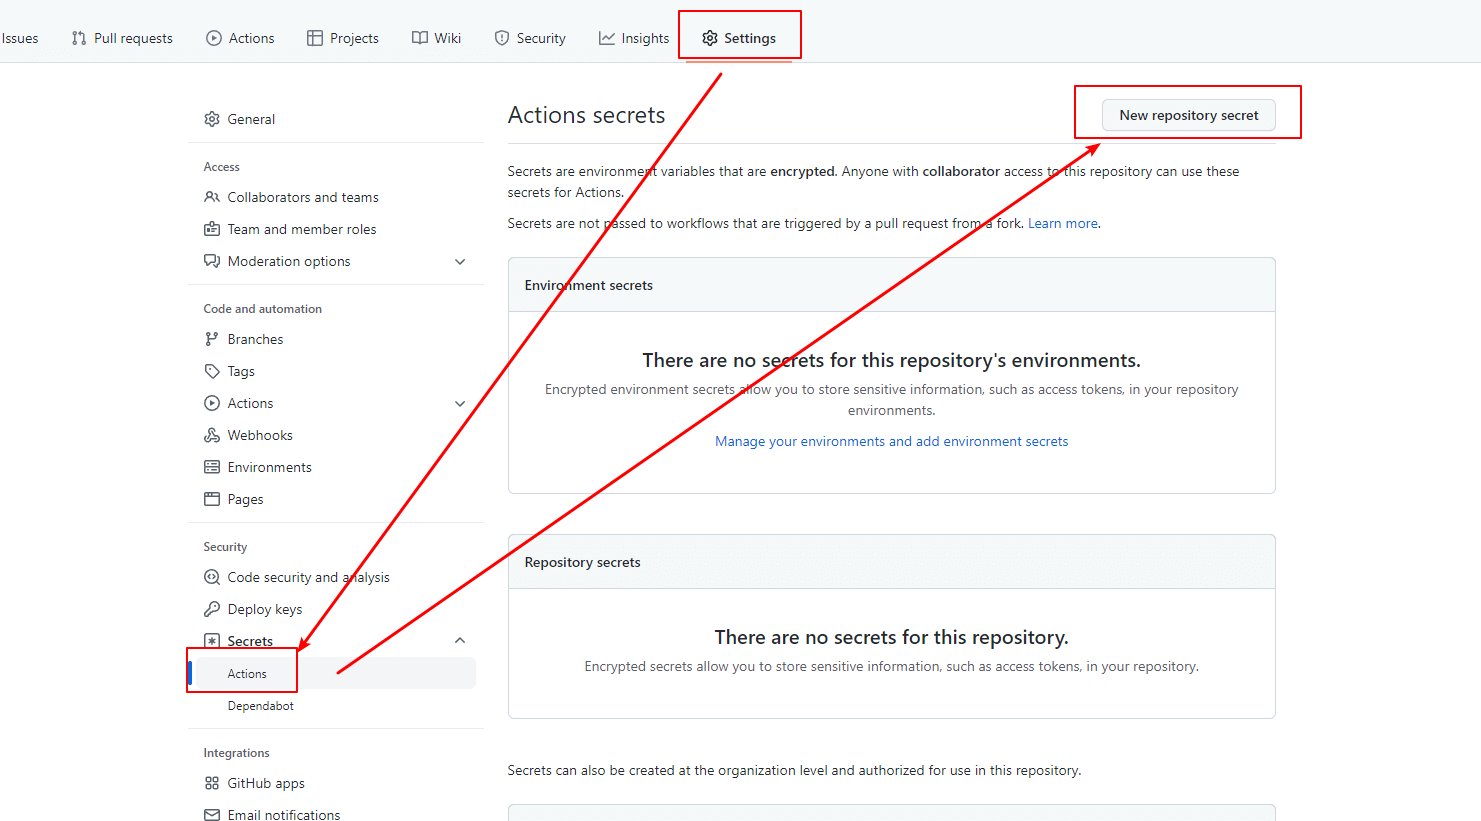 Issues
Pull requests
Actions
Projects
Wiki
Security
Insights
Settings
General
Access
Collaborators and teams
Team and member roles
Moderation options
Code and automation
Branches
Tags
Actions
Webhooks
Environments
Pages
Security
Code security and analysis
Deploy keys
Secrets
Actions
Dependabot
Integrations
GitHub apps
Email notifications
Actions secrets
New repository secret
Secrets are environment variables that are encrypted. Anyone with collaborator access to this repository can use these
secrets for Actions.
Secrets are not passed to workflows that are triggered by a pull request from a fork. Learn more.
Environment secrets
There are no secrets for this repository's environments.
Encrypted environment secrets allow you to store sensitive information, such as access tokens, in your repository
environments.
Manage your environments and add environment secrets
Repository secrets
There are no secrets for this repository.
Encrypted secrets allow you to store sensitive information, such as access tokens, in your repository.
Secrets can also be created at the organization level and authorized for use in this repository.